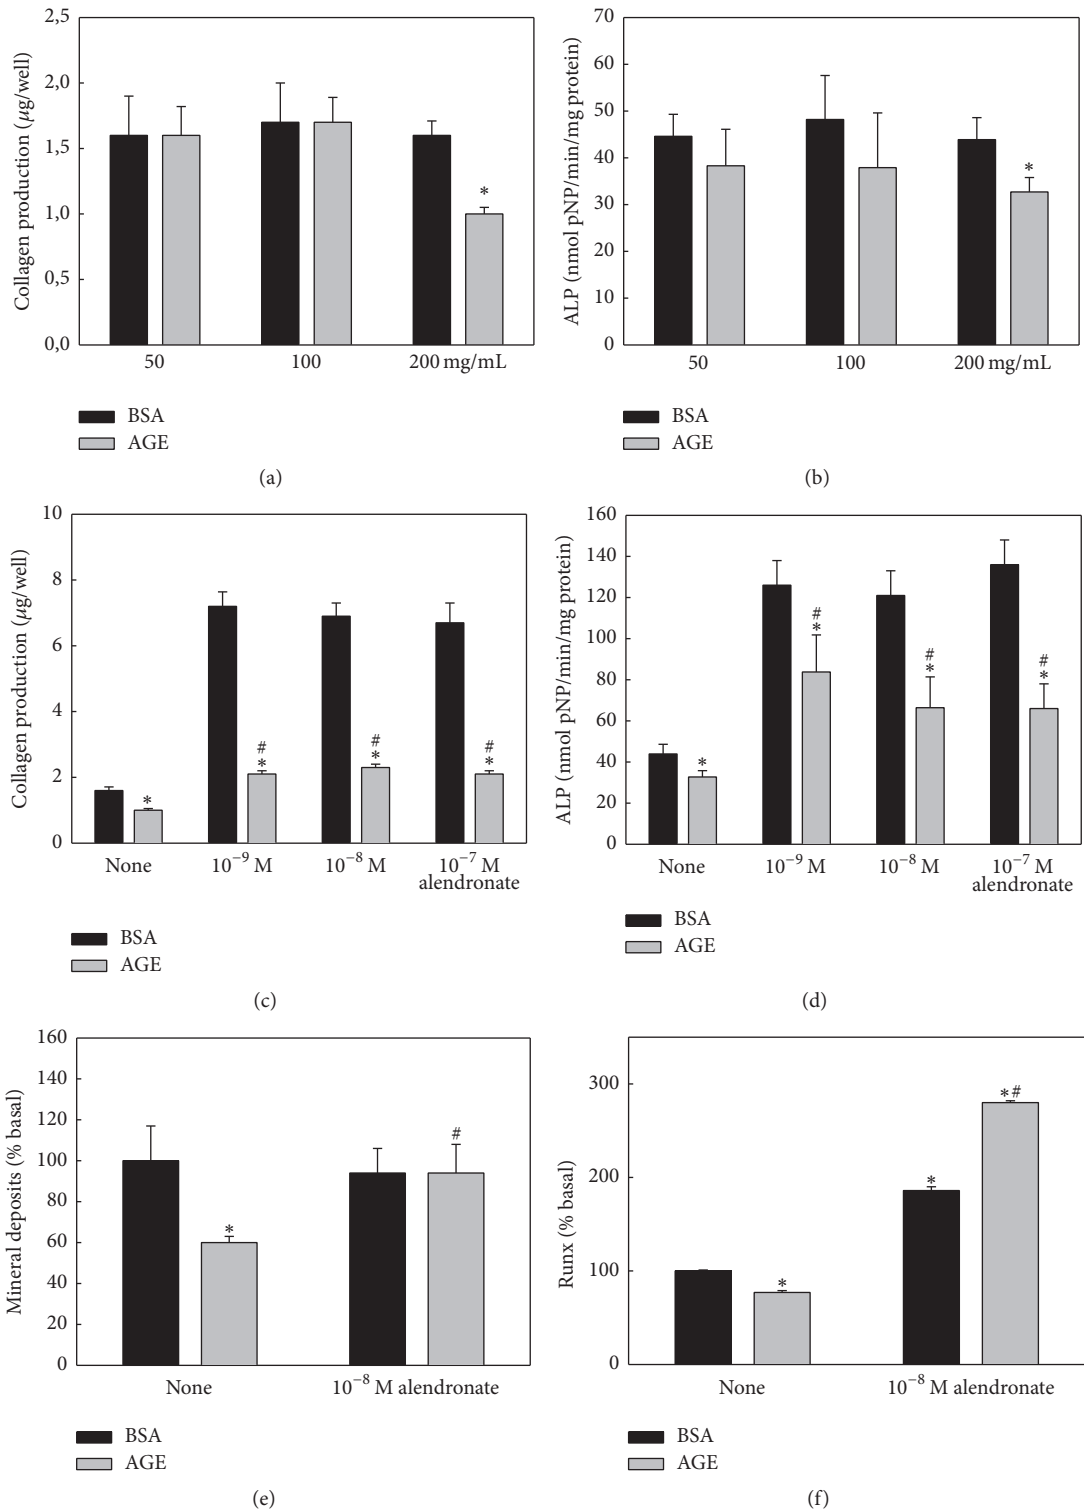 2,5
2,0
1,5
1,0
0,5
0,0
Collagen production (μg/well)
*
50 100 200 mg/mL
BSA
AGE
(a)
70
60
50
40
30
20
10
0
ALP (nmol pNP/min/mg protein)
*
50 100 200 mg/mL
BSA
AGE
(b)
10
8
6
4
2
0
Collagen production (μg/well)
*
#
*
#
*
#
*
None 10⁻⁹ M 10⁻⁸ M 10⁻⁷ M
alendronate
BSA
AGE
(c)
160
140
120
100
80
60
40
20
0
ALP (nmol pNP/min/mg protein)
*
#
*
#
*
#
*
None 10⁻⁹ M 10⁻⁸ M 10⁻⁷ M
alendronate
BSA
AGE
(d)
160
140
120
100
80
60
40
20
0
Mineral deposits (% basal)
*
#
None 10⁻⁸ M alendronate
BSA
AGE
(e)
300
200
100
0
Runx (% basal)
*
*
*#
None 10⁻⁸ M alendronate
BSA
AGE
(f)